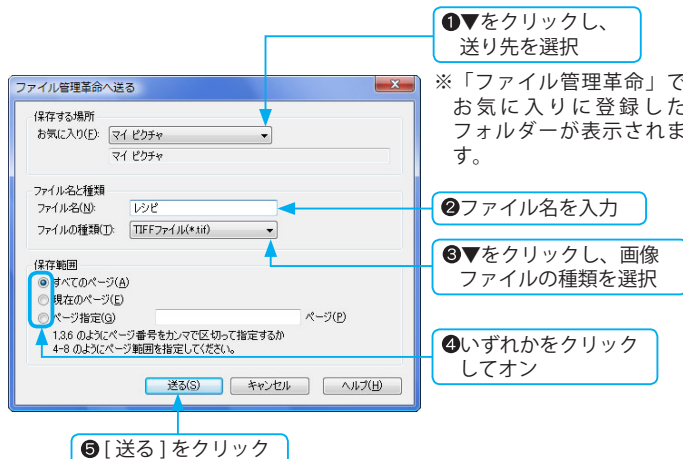 ❶▼をクリックし、
送り先を選択
※「ファイル管理革命」で
お気に入りに登録した
フォルダーが表示されま
す。
ファイル管理革命へ送る
保存する場所
お気に入り(F): マイ ピクチャ
マイ ピクチャ
ファイル名と種類
ファイル名(N): レシピ
❷ファイル名を入力
ファイルの種類(T): TIFFファイル(*.tif)
❸▼をクリックし、画像
ファイルの種類を選択
保存範囲
すべてのページ(A)
現在のページ(E)
ページ指定(G) ページ(P)
1,3,6 のようにページ番号をカンマで区切って指定するか
4-8 のようにページ範囲を指定してください。
❹いずれかをクリック
してオン
送る(S) キャンセル ヘルプ(H)
❺[ 送る ] をクリック